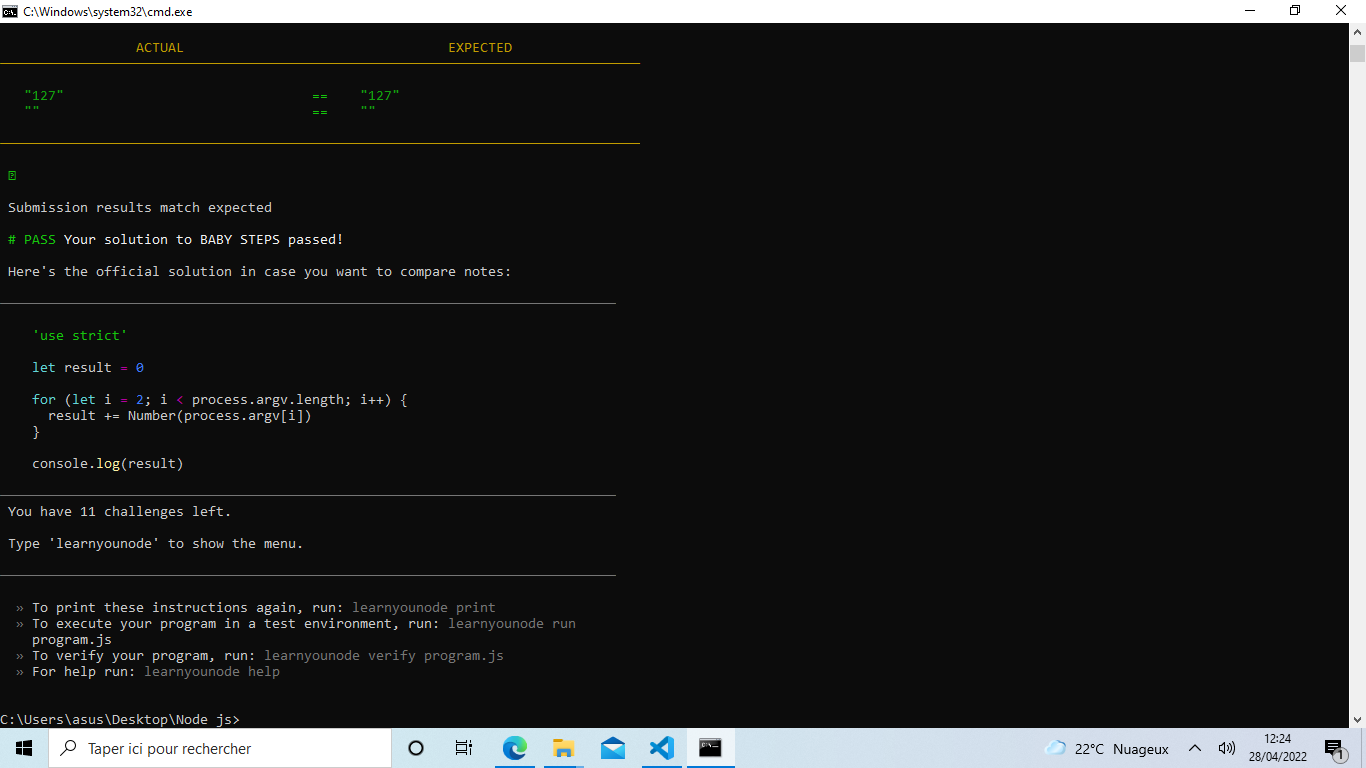 C:\Windows\system32\cmd.exe
ACTUAL EXPECTED
"127" == "127"
"" == ""
Submission results match expected
# PASS Your solution to BABY STEPS passed!
Here's the official solution in case you want to compare notes:
'use strict'
let result = 0
for (let i = 2; i < process.argv.length; i++) {
result += Number(process.argv[i])
}
console.log(result)
You have 11 challenges left.
Type 'learnyounode' to show the menu.
» To print these instructions again, run: learnyounode print
» To execute your program in a test environment, run: learnyounode run
program.js
» To verify your program, run: learnyounode verify program.js
» For help run: learnyounode help
C:\Users\asus\Desktop\Node js>
Taper ici pour rechercher
22°C Nuageux
12:24
28/04/2022
1